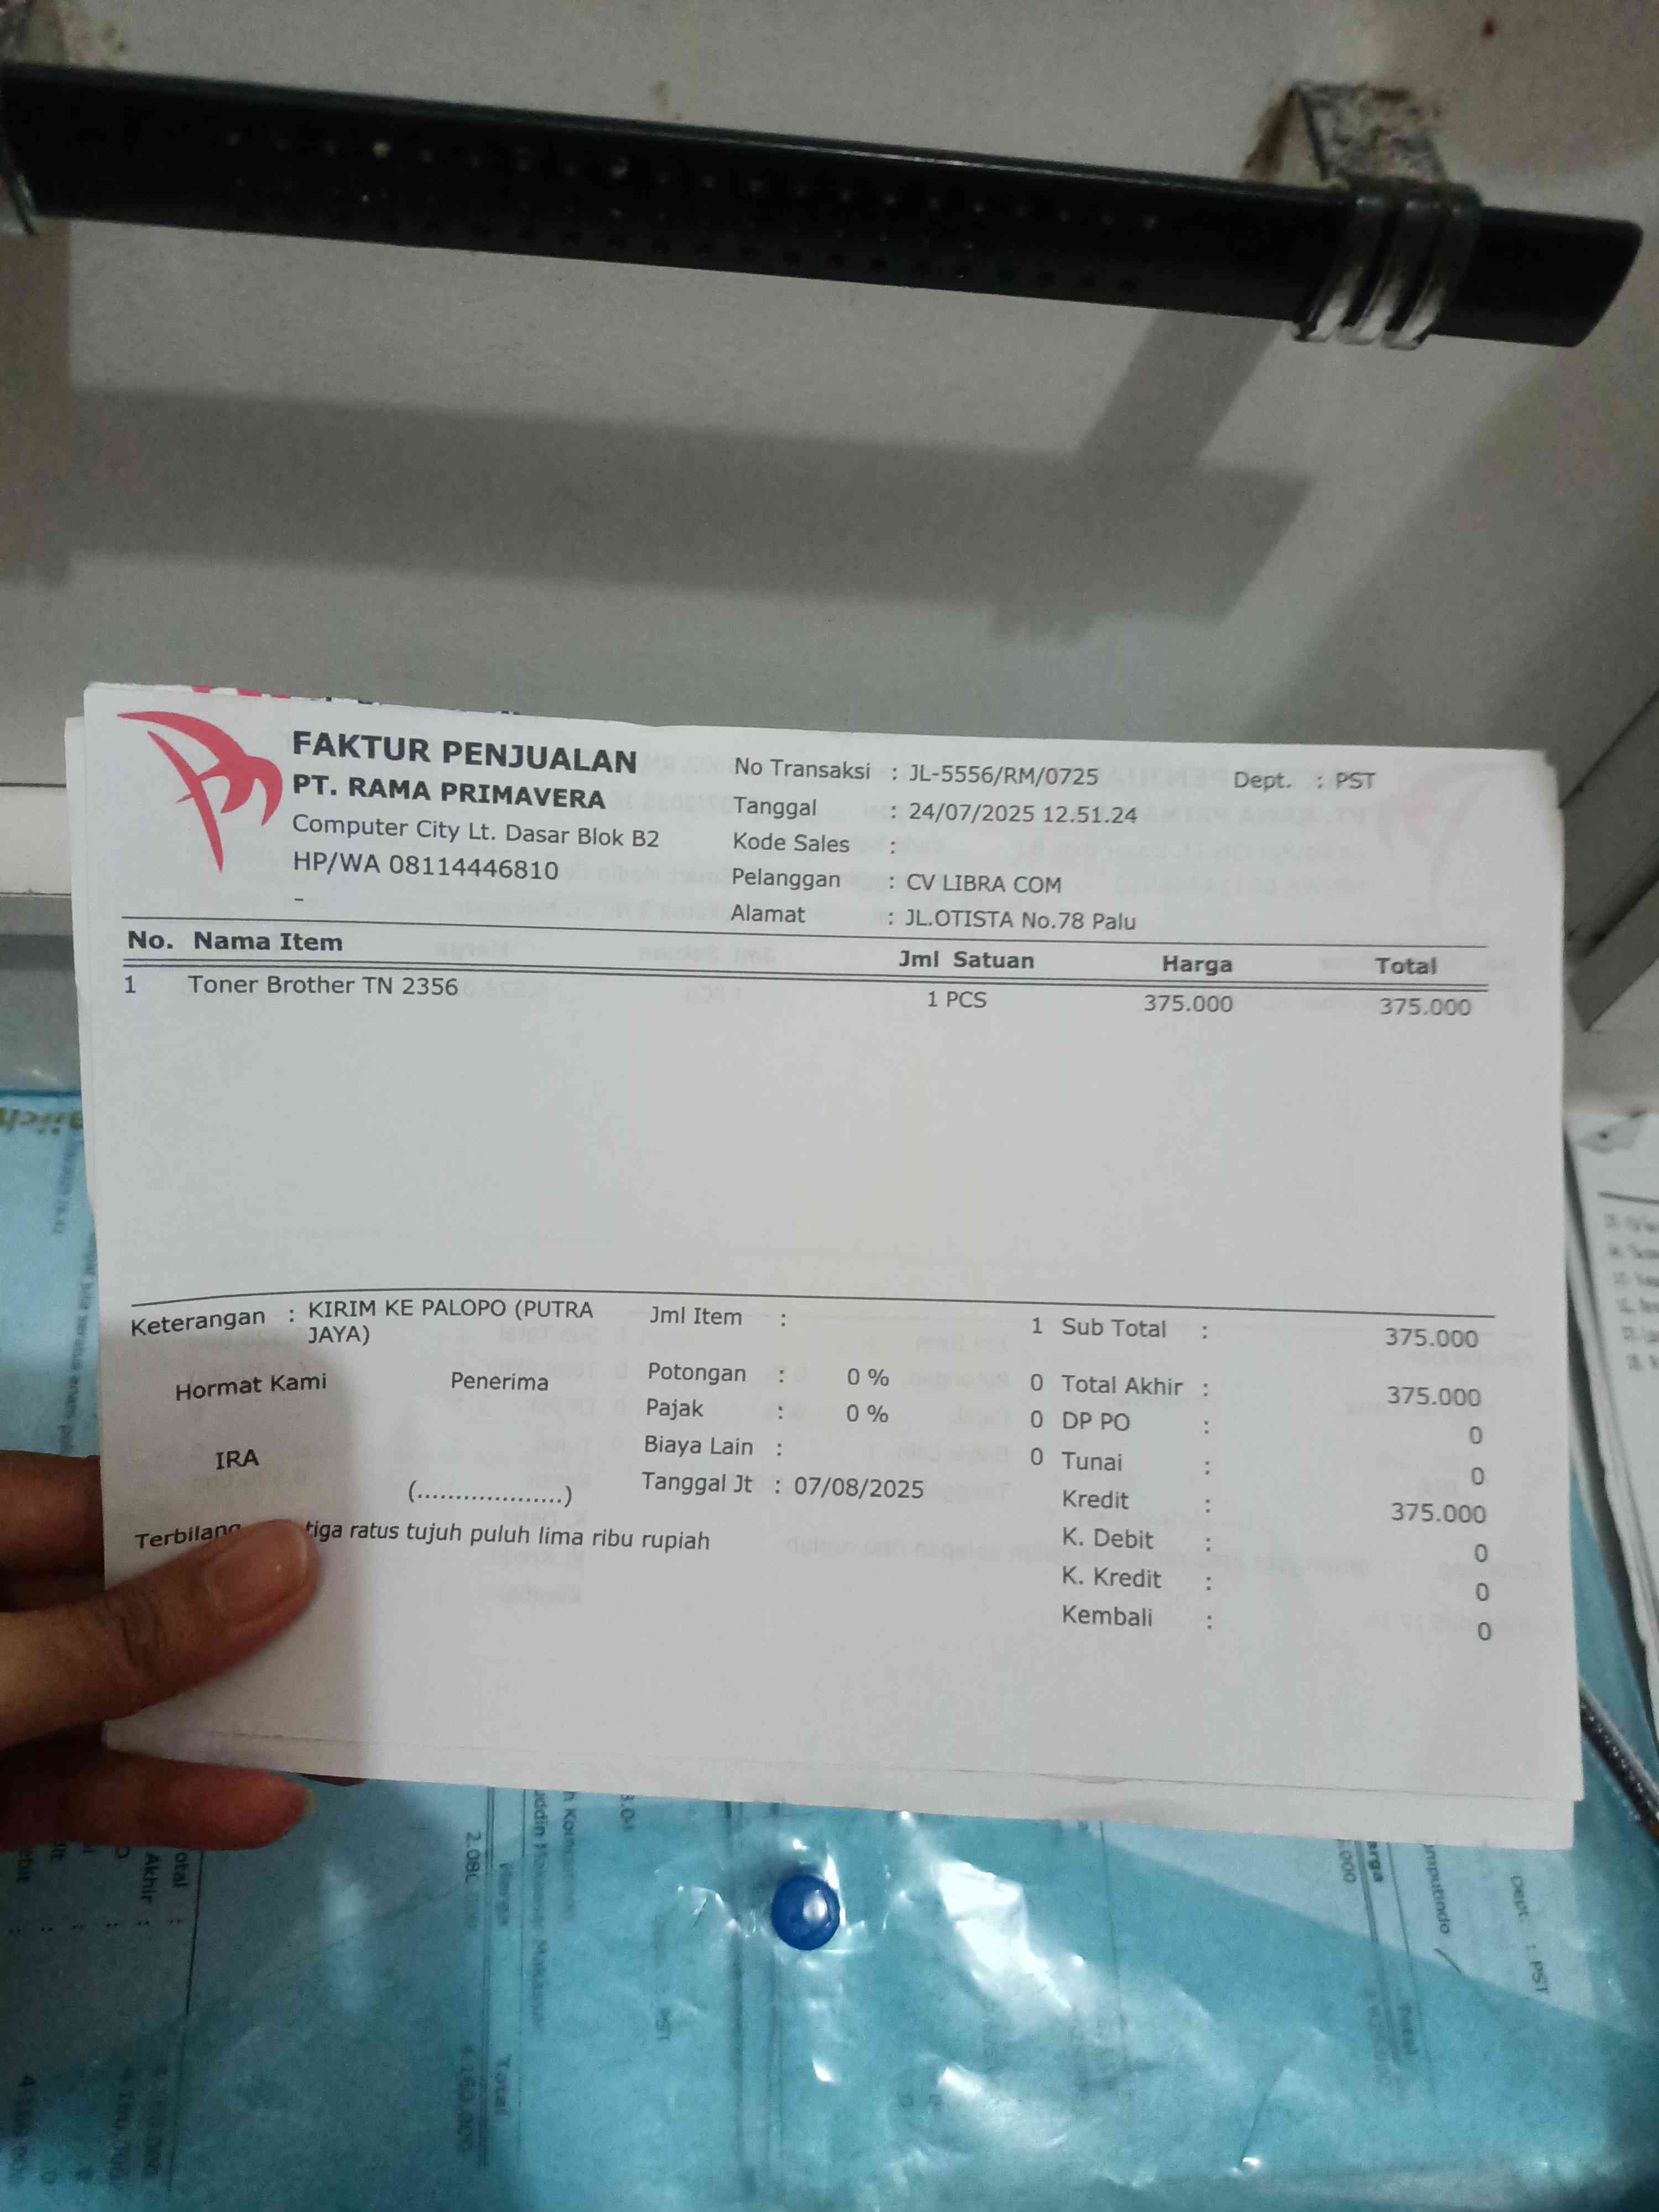 FAKTUR PENJUALAN
PT. RAMA PRIMAVERA
Computer City Lt. Dasar Blok B2
HP/WA 08114446810
-
No Transaksi : JL-5556/RM/0725 Dept. : PST
Tanggal : 24/07/2025 12.51.24
Kode Sales :
Pelanggan : CV LIBRA COM
Alamat : JL.OTISTA No.78 Palu
No. Nama Item Jml Satuan Harga Total
1 Toner Brother TN 2356 1 PCS 375.000 375.000
Keterangan : KIRIM KE PALOPO (PUTRA
JAYA)
Hormat Kami Penerima
IRA
(...................)
Terbilang tiga ratus tujuh puluh lima ribu rupiah
Jml Item : 1
Potongan : 0 % 0
Pajak : 0 % 0
Biaya Lain : 0
Tanggal Jt : 07/08/2025
Sub Total : 375.000
Total Akhir : 375.000
DP PO : 0
Tunai : 0
Kredit : 375.000
K. Debit : 0
K. Kredit : 0
Kembali : 0
Harga
Total
Dept. : PST
Akhir